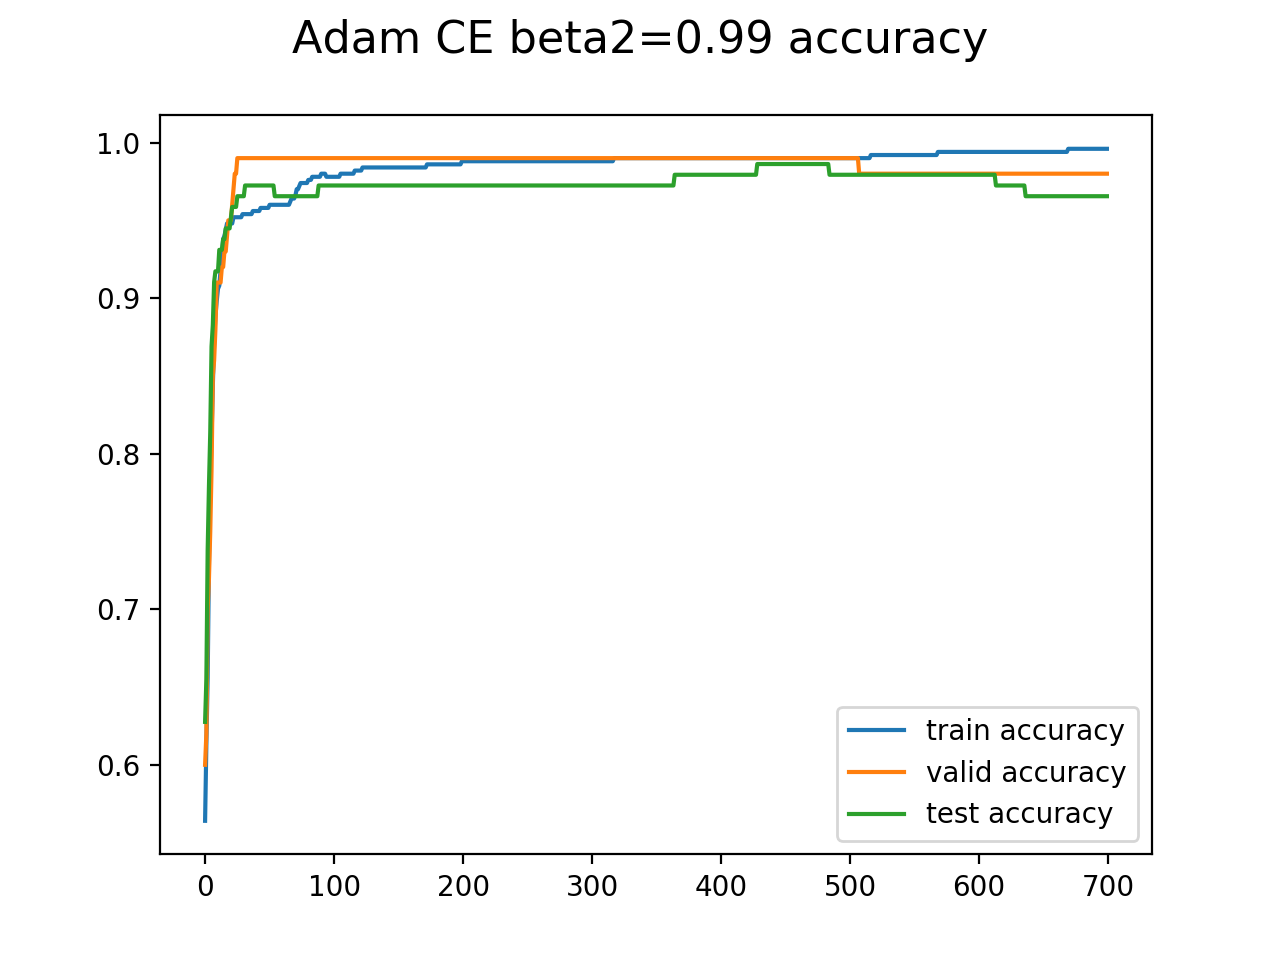 Adam CE beta2=0.99 accuracy
1.0
0.9
0.8
0.7
0.6
train accuracy
valid accuracy
test accuracy
0 100 200 300 400 500 600 700